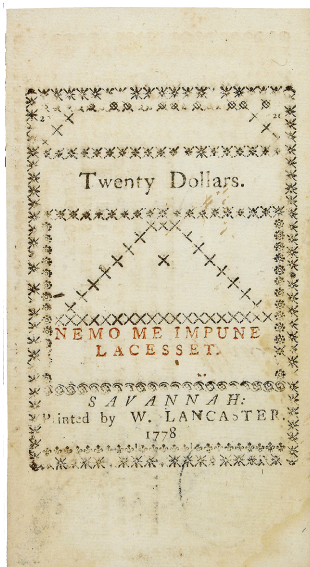 Twenty Dollars.
NEMO ME IMPUNE
LACESSET.
SAVANNAH:
Printed by W. LANCASTER.
1778